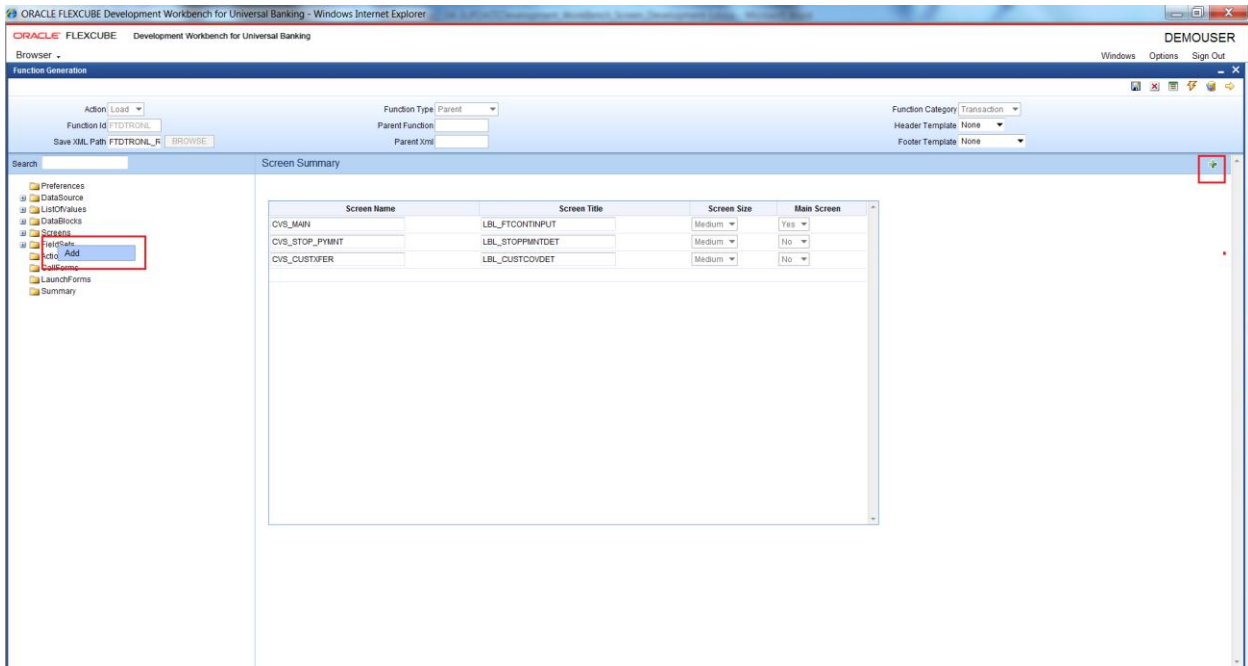 ORACLE FLEXCUBE Development Workbench for Universal Banking - Windows Internet Explorer
ORACLE FLEXCUBE Development Workbench for Universal Banking DEMOUSER
Browser Windows Options Sign Out
Function Generation
Action Load Function Type Parent Function Category Transaction
Function Id FTDTRONL Parent Function Header Template None
Save XML Path FTDTRONL_R BROWSE Parent Xml Footer Template None
Search Screen Summary
Preferences
DataSource
ListOfValues
DataBlocks
Screens
FieldSets
Actio
Add
CallForms
LaunchForms
Summary
Screen Name Screen Title Screen Size Main Screen
CVS_MAIN LBL_FTCONTINPUT Medium Yes
CVS_STOP_PYMNT LBL_STOPPMNTDET Medium No
CVS_CUSTXFER LBL_CUSTCOVDET Medium No